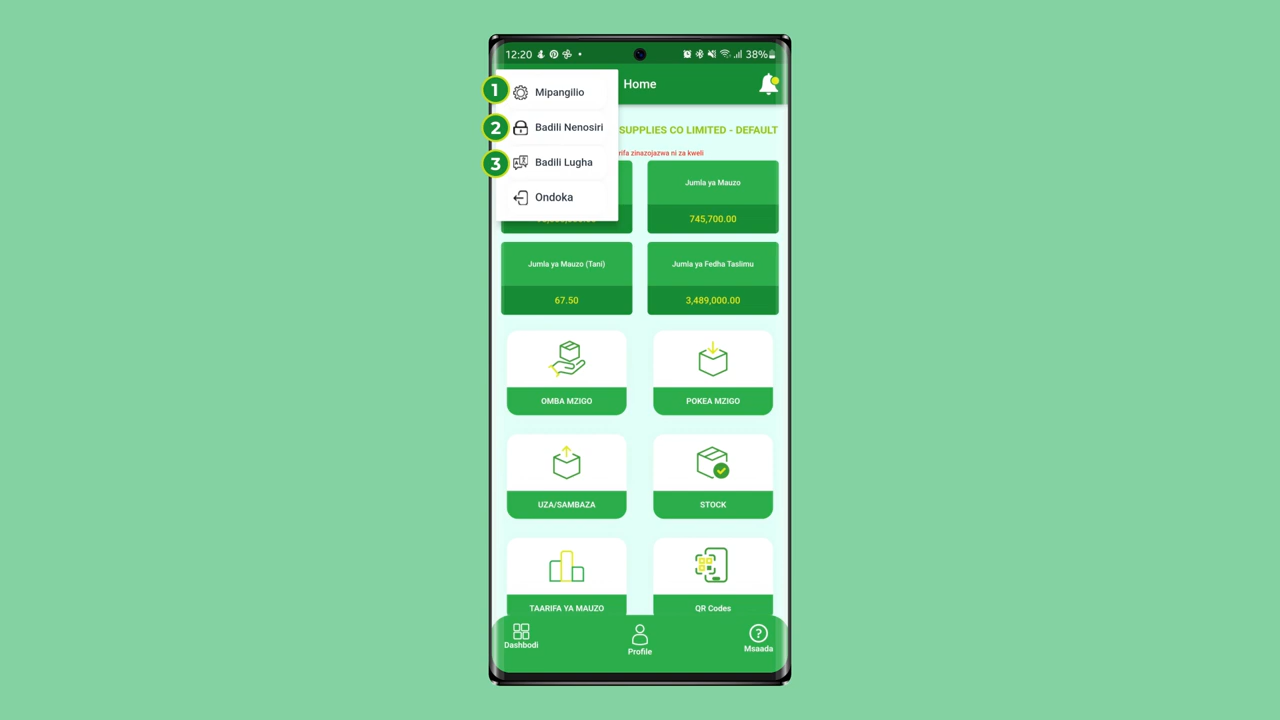 12:20
38%
Home
1
Mipangilio
2
Badili Nenosiri
3
Badili Lugha
Ondoka
SUPPLIES CO LIMITED - DEFAULT
zinazojazwa ni za kweli
Jumla ya Mauzo
745,700.00
Jumla ya Mauzo (Tani)
67.50
Jumla ya Fedha Taslimu
3,489,000.00
OMBA MZIGO
POKEA MZIGO
UZA/SAMBAZA
STOCK
TAARIFA YA MAUZO
QR Codes
Dashbodi
Profile
Msaada